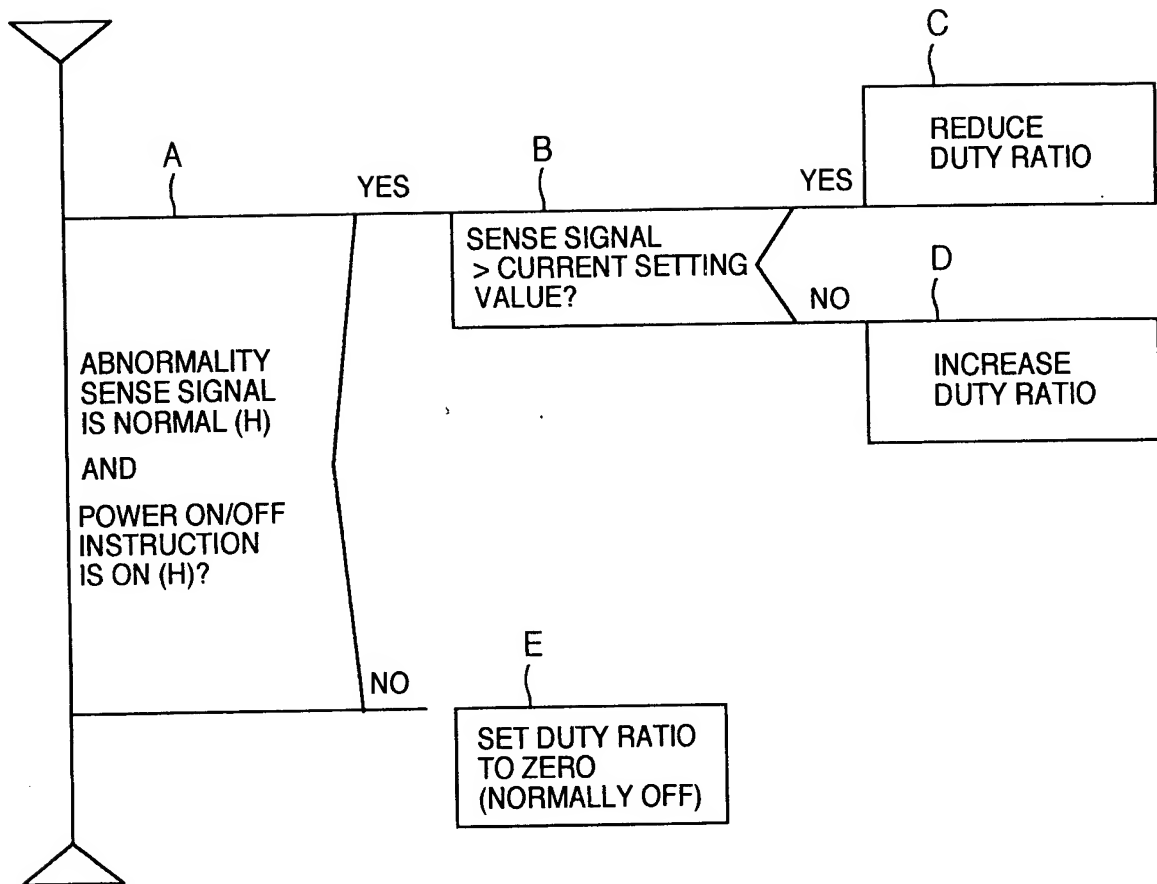 C
REDUCE
DUTY RATIO
A
B
YES
YES
SENSE SIGNAL
> CURRENT SETTING
VALUE?
D
NO
INCREASE
DUTY RATIO
ABNORMALITY
SENSE SIGNAL
IS NORMAL (H)
AND
POWER ON/OFF
INSTRUCTION
IS ON (H)?
E
NO
SET DUTY RATIO
TO ZERO
(NORMALLY OFF)